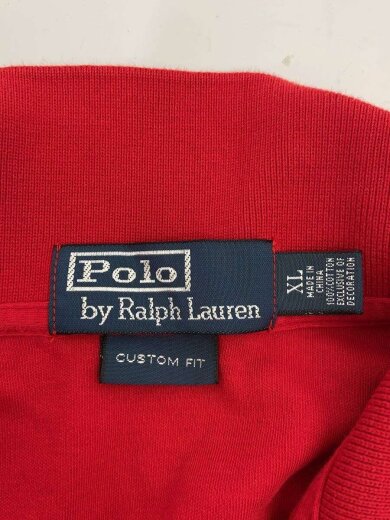 Polo
by Ralph Lauren
XL
MADE IN
CHINA
100% COTTON
EXCLUSIVE OF
DECORATION
CUSTOM FIT